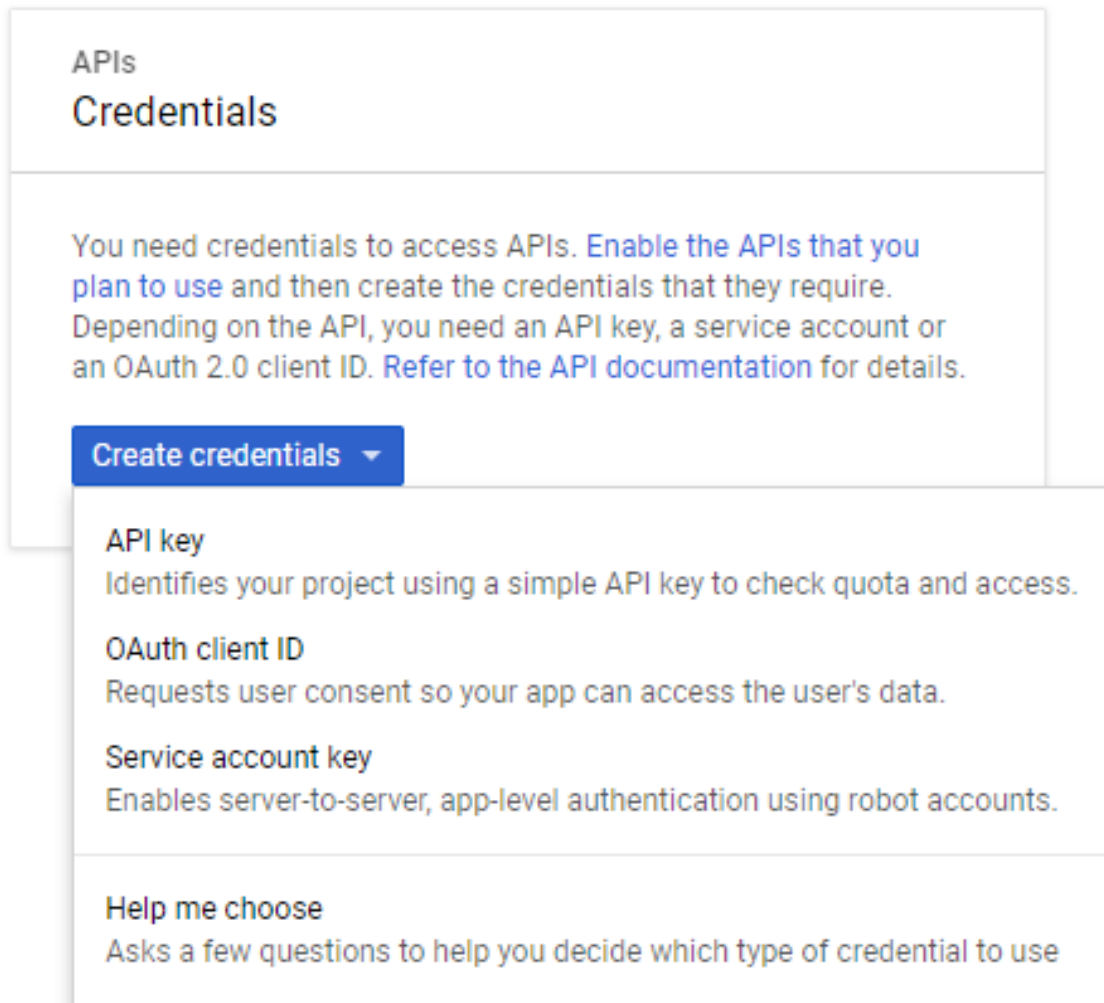 APIs
Credentials
You need credentials to access APIs. Enable the APIs that you
plan to use and then create the credentials that they require.
Depending on the API, you need an API key, a service account or
an OAuth 2.0 client ID. Refer to the API documentation for details.
Create credentials
API key
Identifies your project using a simple API key to check quota and access.
OAuth client ID
Requests user consent so your app can access the user's data.
Service account key
Enables server-to-server, app-level authentication using robot accounts.
Help me choose
Asks a few questions to help you decide which type of credential to use